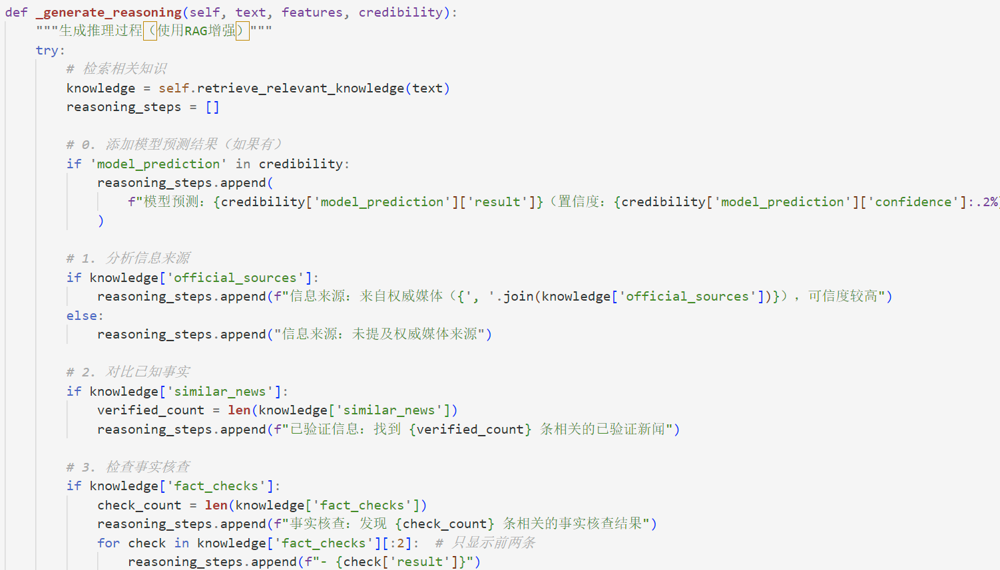 def _generate_reasoning(self, text, features, credibility):
"""生成推理过程（使用RAG增强）"""
try:
# 检索相关知识
knowledge = self.retrieve_relevant_knowledge(text)
reasoning_steps = []
# 0. 添加模型预测结果（如果有）
if 'model_prediction' in credibility:
reasoning_steps.append(
f"模型预测：{credibility['model_prediction']['result']}（置信度：{credibility['model_prediction']['confidence']:.2%}
)
# 1. 分析信息来源
if knowledge['official_sources']:
reasoning_steps.append(f"信息来源：来自权威媒体（{', '.join(knowledge['official_sources'])}），可信度较高")
else:
reasoning_steps.append("信息来源：未提及权威媒体来源")
# 2. 对比已知事实
if knowledge['similar_news']:
verified_count = len(knowledge['similar_news'])
reasoning_steps.append(f"已验证信息：找到 {verified_count} 条相关的已验证新闻")
# 3. 检查事实核查
if knowledge['fact_checks']:
check_count = len(knowledge['fact_checks'])
reasoning_steps.append(f"事实核查：发现 {check_count} 条相关的事实核查结果")
for check in knowledge['fact_checks'][:2]:  # 只显示前两条
reasoning_steps.append(f"- {check['result']}")